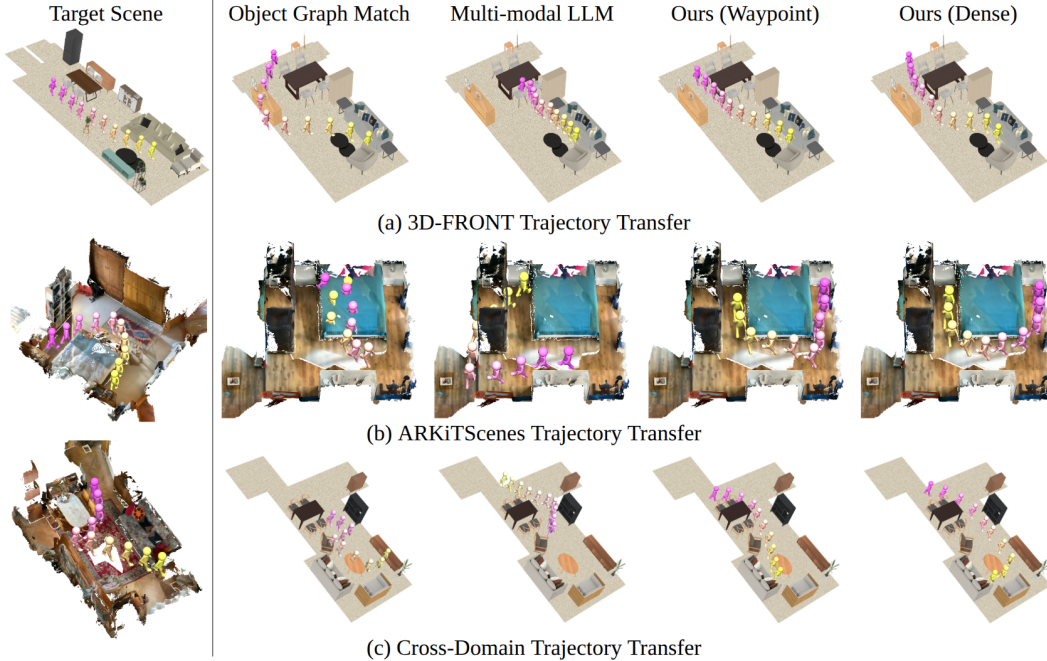 Target Scene
Object Graph Match
Multi-modal LLM
Ours (Waypoint)
Ours (Dense)
(a) 3D-FRONT Trajectory Transfer
(b) ARKiTScenes Trajectory Transfer
(c) Cross-Domain Trajectory Transfer